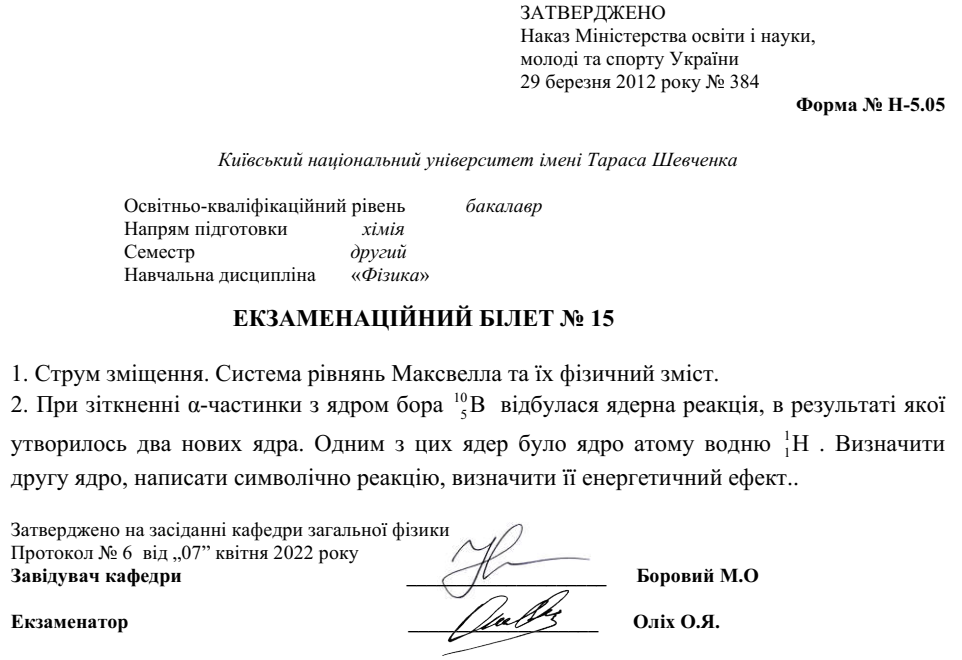 ЗАТВЕРДЖЕНО
Наказ Міністерства освіти і науки,
молоді та спорту України
29 березня 2012 року № 384
Форма № Н-5.05
Київський національний університет імені Тараса Шевченка
Освітньо-кваліфікаційний рівень бакалавр
Напрям підготовки хімія
Семестр другий
Навчальна дисципліна «Фізика»
ЕКЗАМЕНАЦІЙНИЙ БІЛЕТ № 15
1. Струм зміщення. Система рівнянь Максвелла та їх фізичний зміст.
2. При зіткненні α-частинки з ядром бора ¹⁰₅B відбулася ядерна реакція, в результаті якої
утворилось два нових ядра. Одним з цих ядер було ядро атому водню ¹₁H . Визначити
другу ядро, написати символічно реакцію, визначити її енергетичний ефект..
Затверджено на засіданні кафедри загальної фізики
Протокол № 6 від „07” квітня 2022 року
Завідувач кафедри Боровий М.О
Екзаменатор Оліх О.Я.